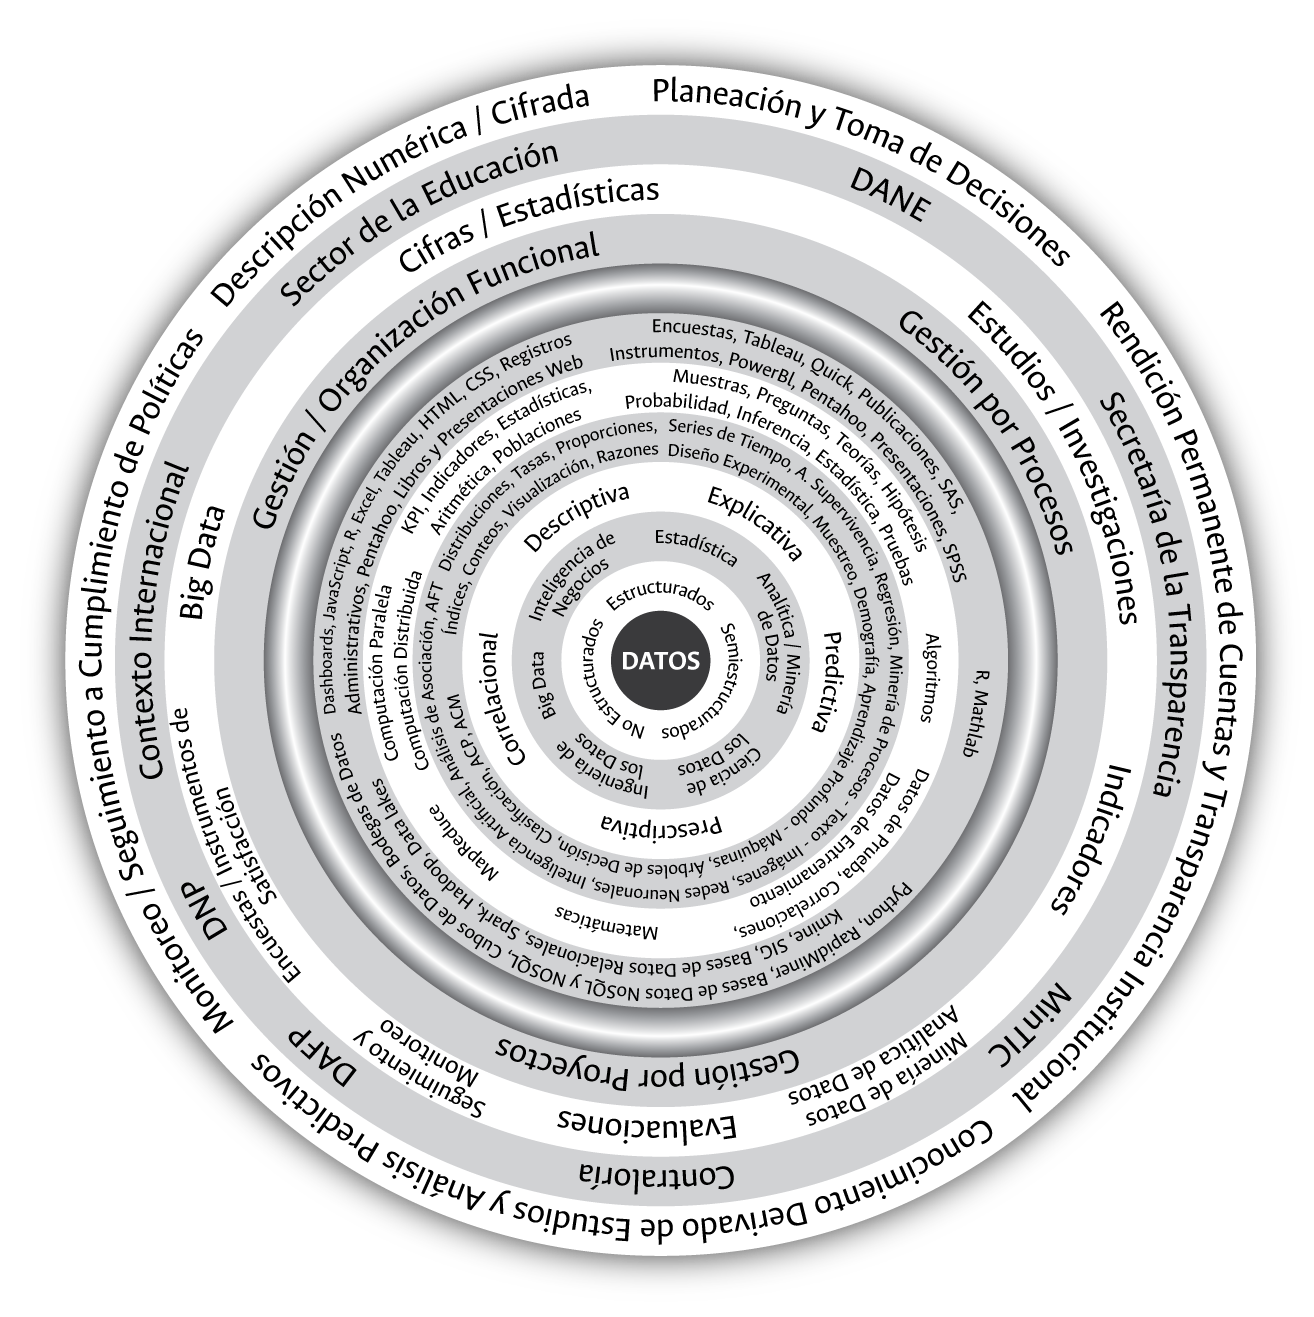 Descripción Numérica / Cifrada
Planeación y Toma de Decisiones
Rendición Permanente de Cuentas y Transparencia Institucional
Conocimiento Derivado de Estudios y Análisis Predictivos
Monitoreo / Seguimiento a Cumplimiento de Políticas
Sector de la Educación
DANE
Secretaría de la Transparencia
MinTIC
Contraloría
DAFP
DNP
Contexto Internacional
Cifras / Estadísticas
Estudios / Investigaciones
Indicadores
Minería de Datos
Analítica de Datos
Evaluaciones
Seguimiento y
Monitoreo
Encuestas / Instrumentos de
Satisfacción
Big Data
Gestión / Organización Funcional
Gestión por Procesos
Gestión por Proyectos
Dashboards, JavaScript, R, Excel, Tableau, HTML, CSS, Registros
Administrativos, Pentahoo, Libros y Presentaciones Web
Encuestas, Tableau, Quick, Publicaciones, SAS,
Instrumentos, PowerBI, Pentahoo, Presentaciones, SPSS
R, Mathlab
Python, RapidMiner, Bases de Datos NoSQL y NOSQL, Cubos de Datos, Bodegas de Datos
Kmine, SIG, Bases de Datos Relacionales, Spark, Hadoop, Data Lakes
KPI, Indicadores, Estadísticas,
Aritmética, Poblaciones
Muestras, Preguntas, Teorías, Hipótesis
Probabilidad, Inferencia, Estadística, Pruebas
Algoritmos
Datos de Prueba, Correlaciones,
Datos de Entrenamiento
Matemáticas
MapReduce
Computación Paralela
Computación Distribuida
Distribuciones, Tasas, Proporciones,
Índices, Conteos, Visualización, Razones
Series de Tiempo, A. Supervivencia, Regresión, Minería de Procesos - Texto - Imágenes, Redes Neuronales, Inteligencia Artificial, Análisis de Asociación, AFT
Diseño Experimental, Muestreo, Demografía, Aprendizaje Profundo - Máquinas, Árboles de Decisión, Clasificación, ACP, ACM
Descriptiva
Explicativa
Predictiva
Prescriptiva
Correlacional
Inteligencia de
Negocios
Estadística
Analítica / Minería
de Datos
Ciencia de
los Datos
Ingeniería de
los Datos
Big Data
Estructurados
Semiestructurados
No Estructurados
DATOS